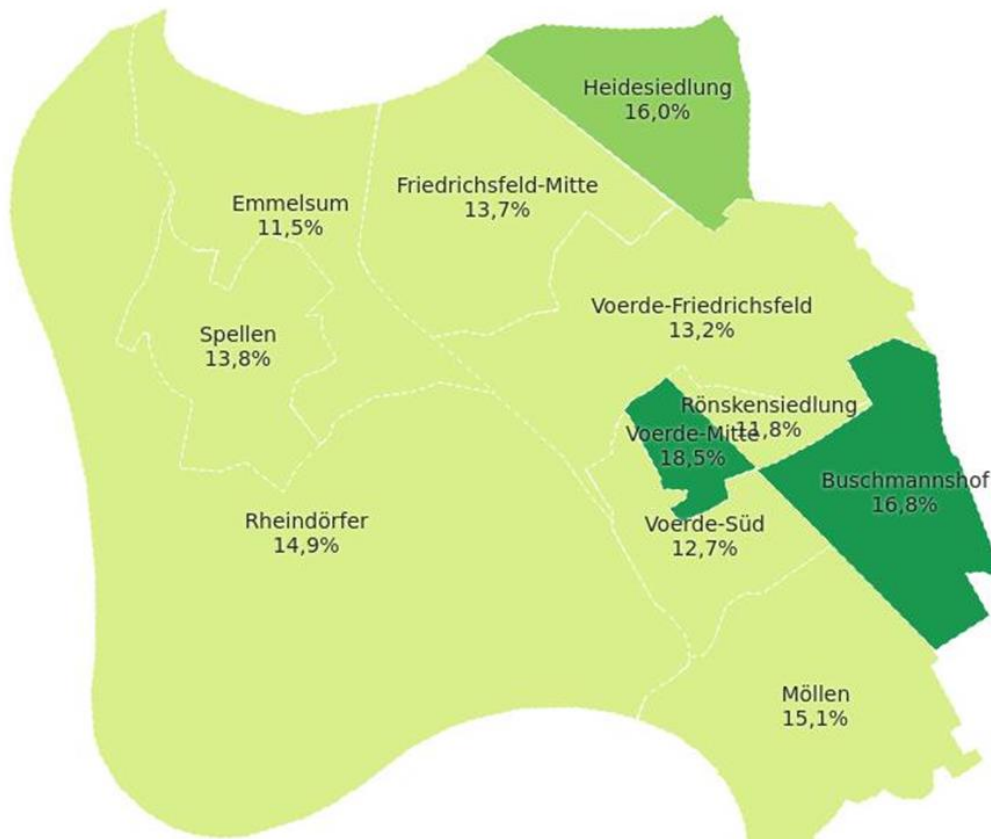 Heidesiedlung
16,0%
Friedrichsfeld-Mitte
13,7%
Emmelsum
11,5%
Voerde-Friedrichsfeld
13,2%
Spellen
13,8%
Rönskensiedlung
11,8%
Voerde-Mitte
18,5%
Buschmannshof
16,8%
Rheindörfer
14,9%
Voerde-Süd
12,7%
Möllen
15,1%